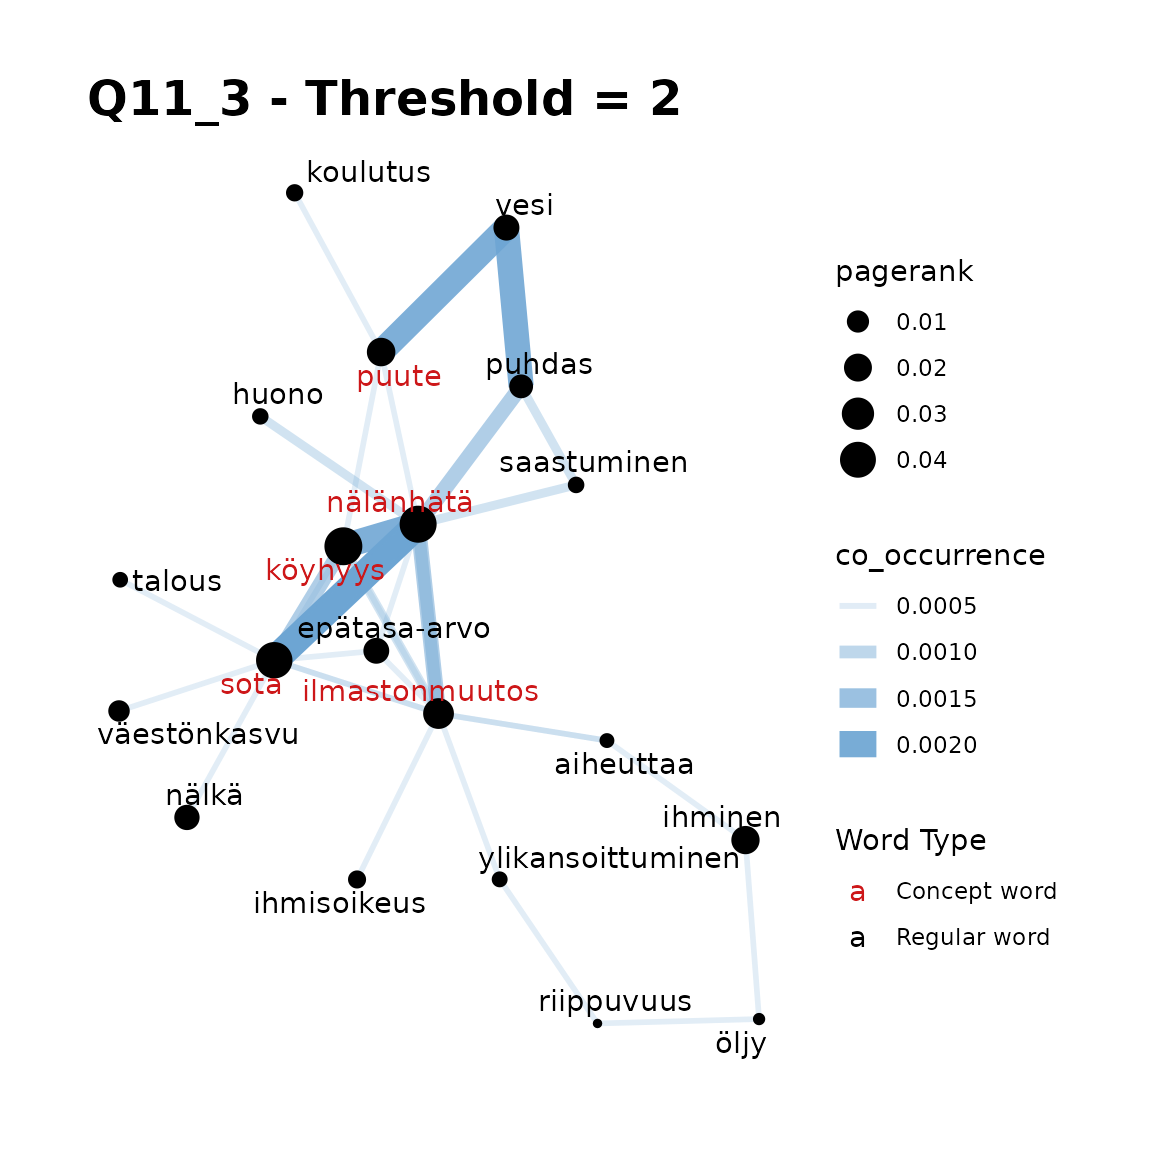 Q11_3 - Threshold = 2
koulutus
vesi
puhdas
puute
huono
saastuminen
nälänhätä
köyhyys
talous
epätasa-arvo
sota
ilmastonmuutos
väestönkasvu
aiheuttaa
nälkä
ihminen
ylikansoittuminen
ihmisoikeus
riippuvuus
öljy
pagerank
0.01
0.02
0.03
0.04
co_occurrence
0.0005
0.0010
0.0015
0.0020
Word Type
a Concept word
a Regular word